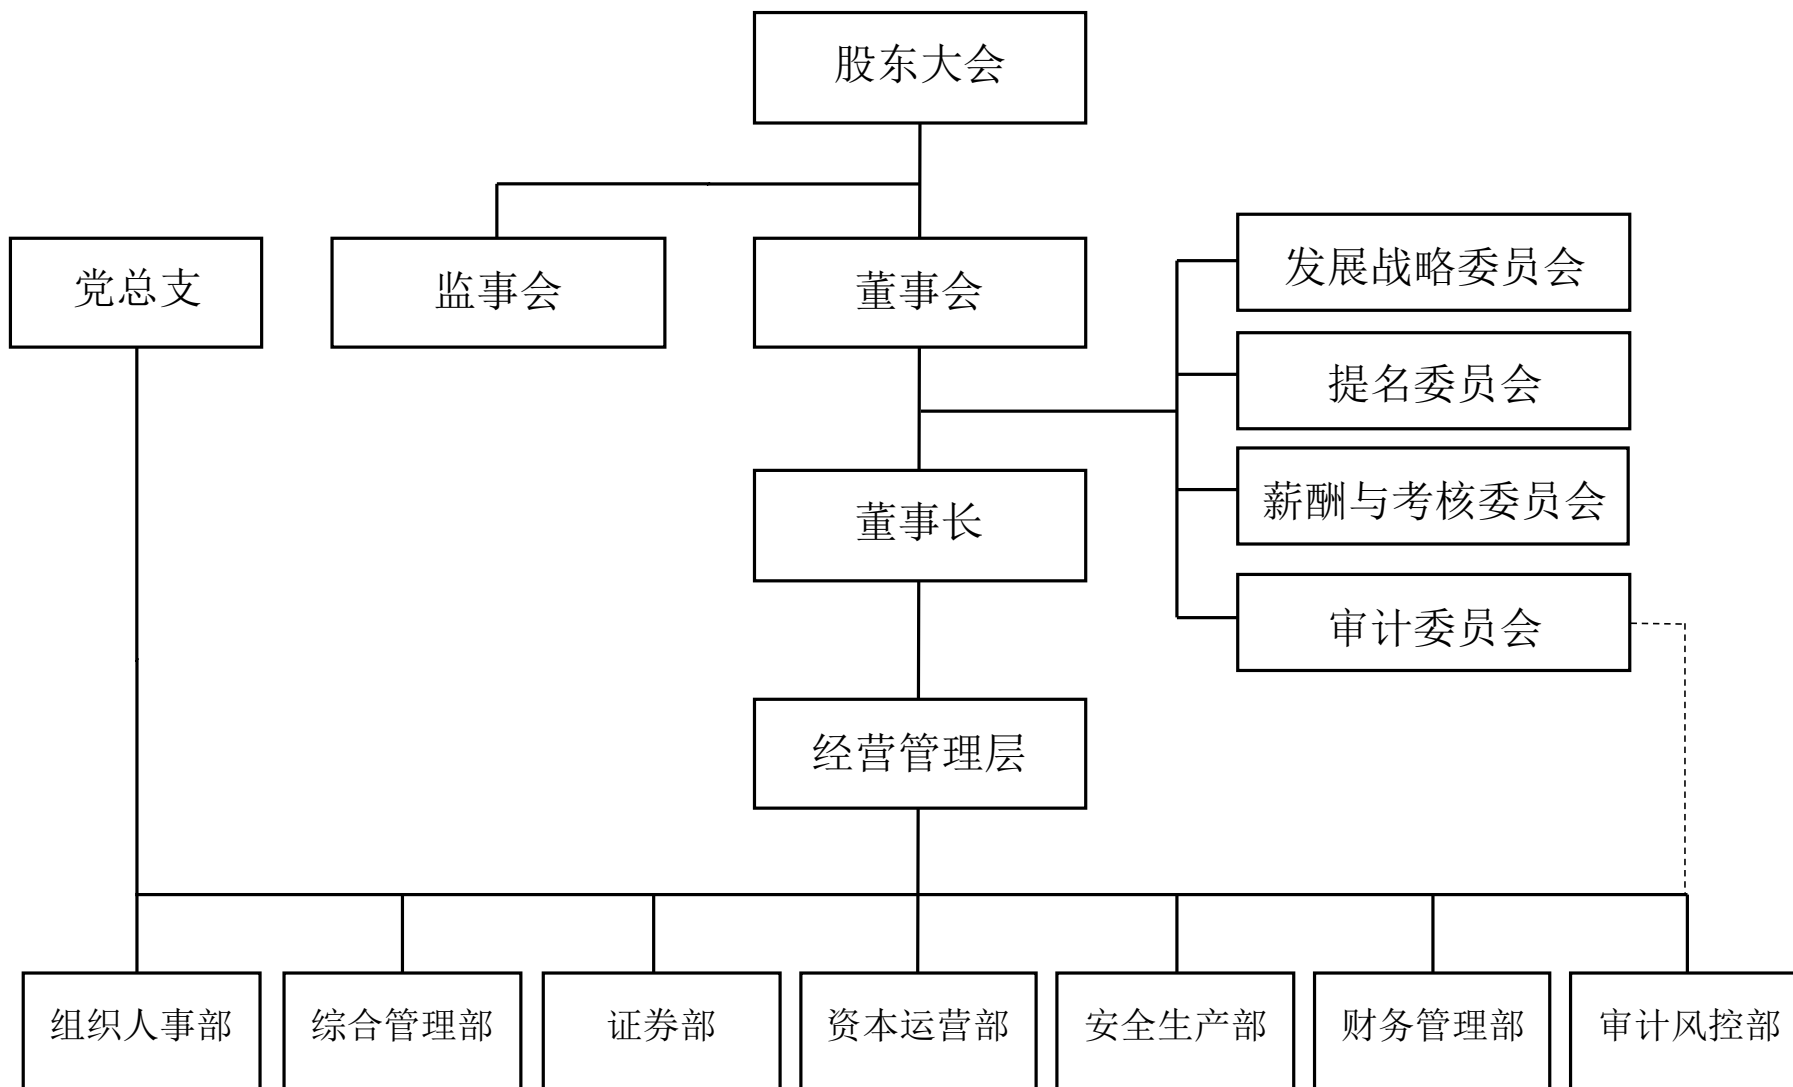 股东大会
党总支
监事会
董事会
发展战略委员会
提名委员会
董事长
薪酬与考核委员会
审计委员会
经营管理层
组织人事部
综合管理部
证券部
资本运营部
安全生产部
财务管理部
审计风控部